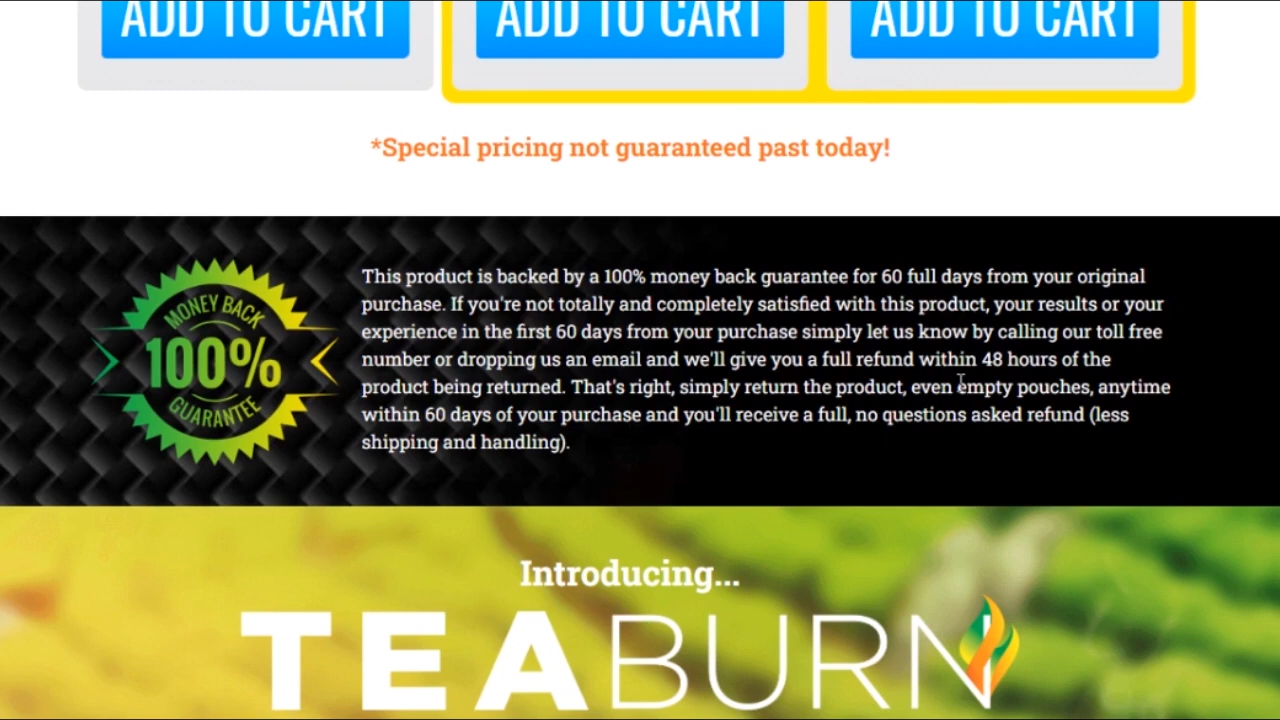 ADD TO CART ADD TO CART ADD TO CART
*Special pricing not guaranteed past today!
MONEY BACK
100%
GUARANTEE
This product is backed by a 100% money back guarantee for 60 full days from your original
purchase. If you're not totally and completely satisfied with this product, your results or your
experience in the first 60 days from your purchase simply let us know by calling our toll free
number or dropping us an email and we'll give you a full refund within 48 hours of the
product being returned. That's right, simply return the product, even empty pouches, anytime
within 60 days of your purchase and you'll receive a full, no questions asked refund (less
shipping and handling).
Introducing...
TEABURN